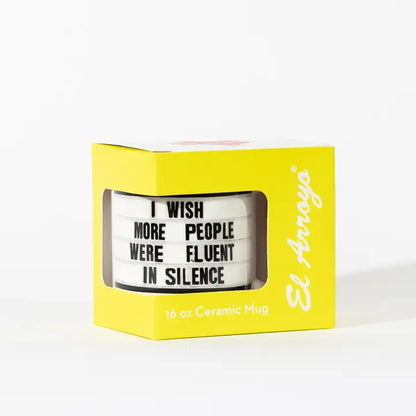 I WISH
MORE PEOPLE
WERE FLUENT
IN SILENCE
16 oz Ceramic Mug
El Arroyo®